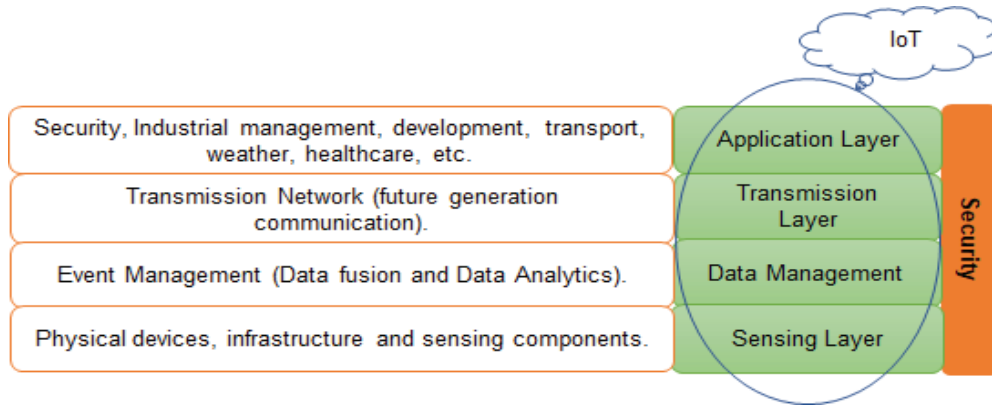 IoT
Security, Industrial management, development, transport,
weather, healthcare, etc.
Application Layer
Transmission Network (future generation
communication).
Transmission
Layer
Event Management (Data fusion and Data Analytics).
Data Management
Physical devices, infrastructure and sensing components.
Sensing Layer
Security